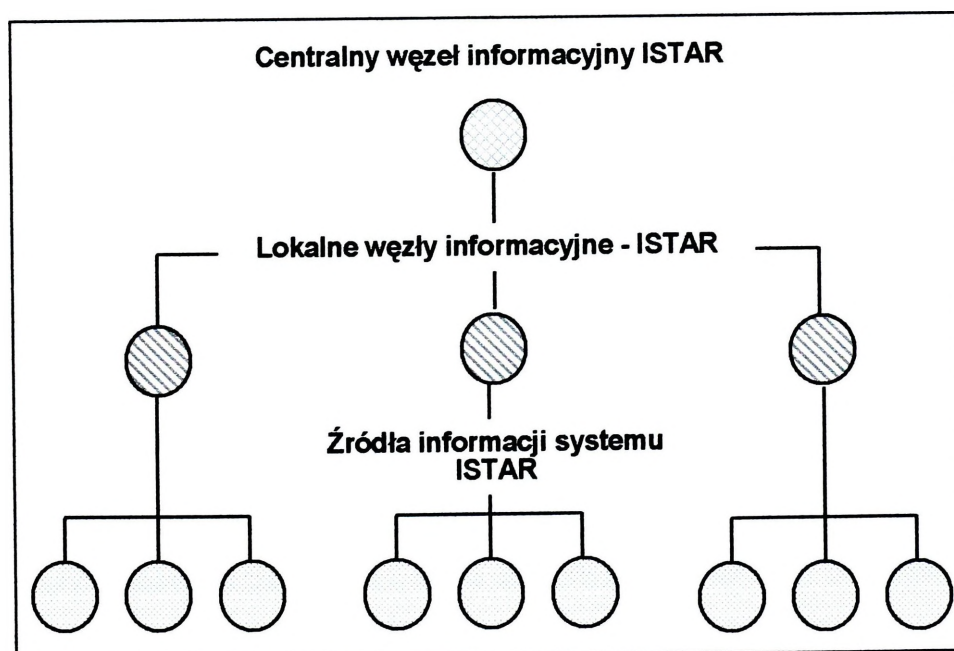 Centralny węzeł informacyjny ISTAR
Lokalne węzły informacyjne - ISTAR
Źródła informacji systemu
ISTAR